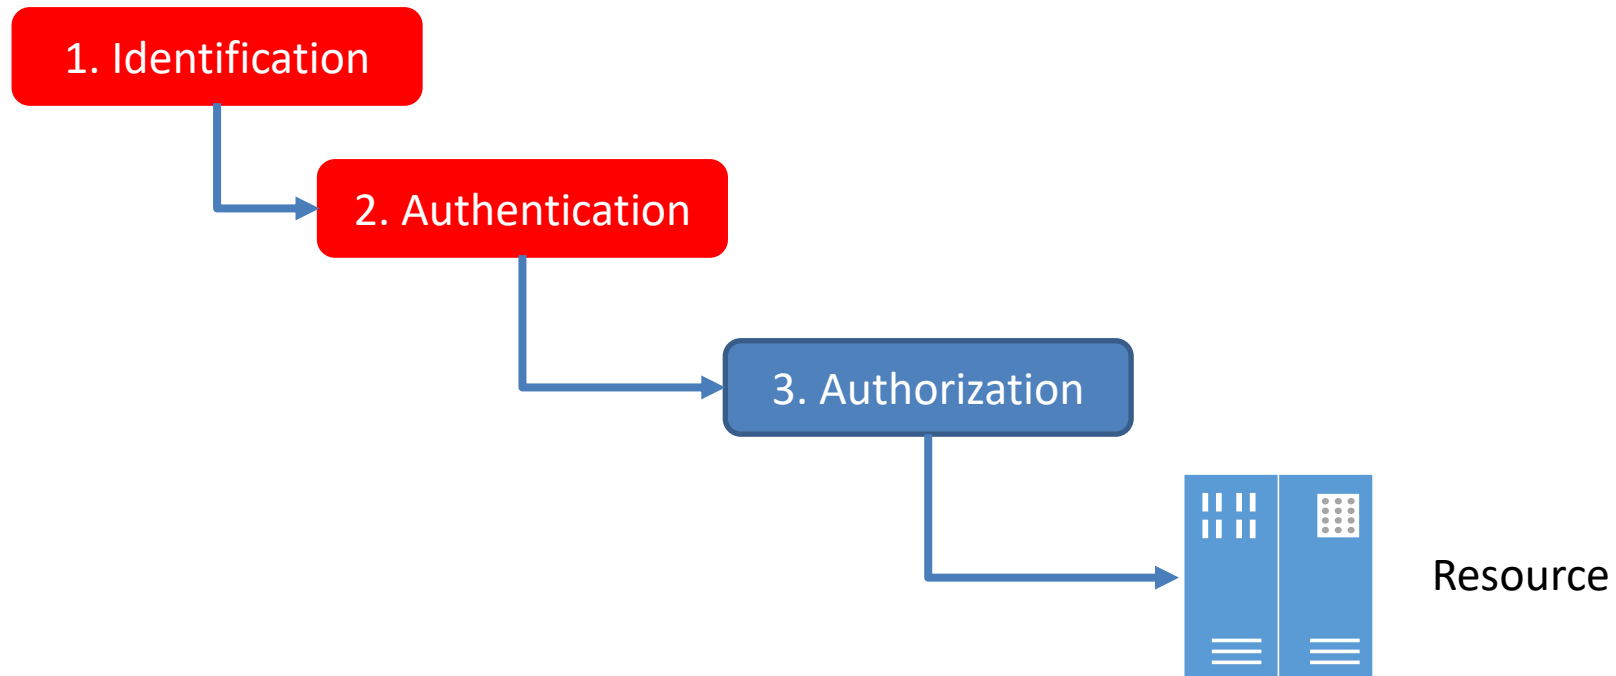 1. Identification
2. Authentication
3. Authorization
Resource